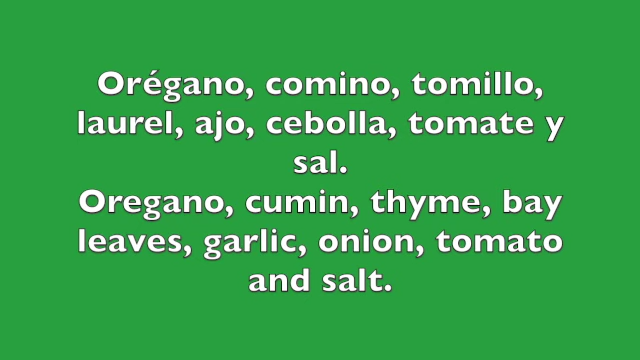 Orégano, comino, tomillo,
laurel, ajo, cebolla, tomate y
sal.
Oregano, cumin, thyme, bay
leaves, garlic, onion, tomato
and salt.